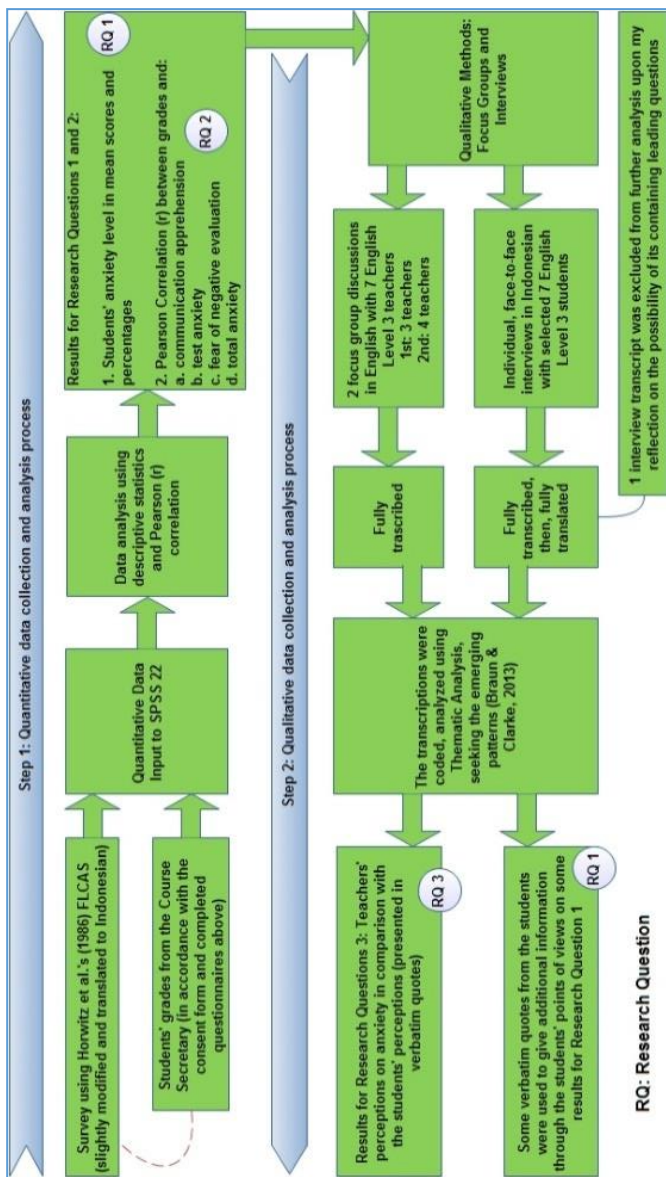 Step 1: Quantitative data collection and analysis process
Survey using Horwitz et al.'s (1986) FLCAS
(slightly modified and translated to Indonesian)
Students' grades from the Course
Secretary (in accordance with the
consent form and completed
questionnaires above)
Quantitative Data
Input to SPSS 22
Data analysis using
descriptive statistics
and Pearson (r)
correlation
Results for Research Questions 1 and 2:
1. Students' anxiety level in mean scores and
percentages
RQ 1
2. Pearson Correlation (r) between grades and:
a. communication apprehension
b. test anxiety
c. fear of negative evaluation
d. total anxiety
RQ 2
Step 2: Qualitative data collection and analysis process
Qualitative Methods:
Focus Groups and
Interviews
2 focus group discussions
in English with 7 English
Level 3 teachers
1st: 3 teachers
2nd: 4 teachers
Individual, face-to-face
interviews in Indonesian
with selected 7 English
Level 3 students
Fully
trascribed
Fully
transcribed,
then, fully
translated
1 interview transcript was excluded from further analysis upon my
reflection on the possibility of its containing leading questions
The transcriptions were
coded, analyzed using
Thematic Analysis,
seeking the emerging
patterns (Braun &
Clarke, 2013)
Results for Research Questions 3: Teachers'
perceptions on anxiety in comparison with
the students' perceptions (presented in
verbatim quotes)
RQ 3
Some verbatim quotes from the students
were used to give additional information
through the students' points of views on some
results for Research Question 1
RQ 1
RQ: Research Question